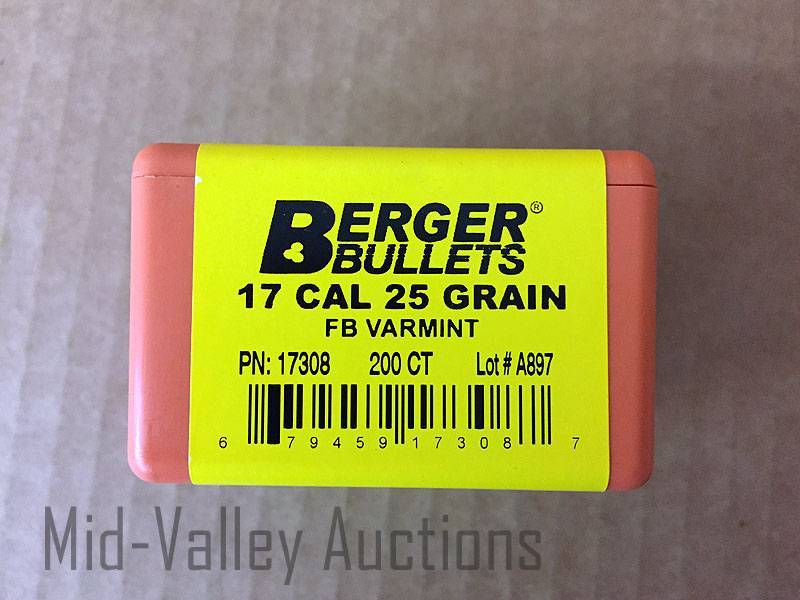 BERGER®
BULLETS
17 CAL 25 GRAIN
FB VARMINT
PN: 17308 200 CT Lot # A897
6 79459 17308 7
Mid-Valley Auctions